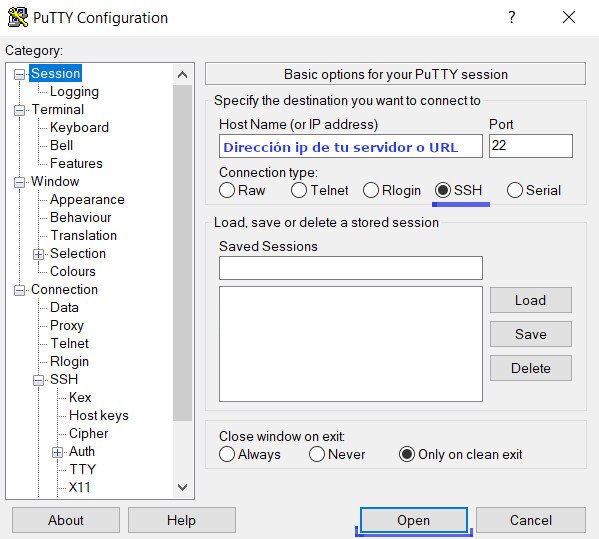 PuTTY Configuration
?
Category:
Session
Logging
Terminal
Keyboard
Bell
Features
Window
Appearance
Behaviour
Translation
Selection
Colours
Connection
Data
Proxy
Telnet
Rlogin
SSH
Kex
Host keys
Cipher
Auth
TTY
X11
Basic options for your PuTTY session
Specify the destination you want to connect to
Host Name (or IP address) Port
Dirección ip de tu servidor o URL 22
Connection type:
Raw Telnet Rlogin SSH Serial
Load, save or delete a stored session
Saved Sessions
Load
Save
Delete
Close window on exit:
Always Never Only on clean exit
About Help Open Cancel